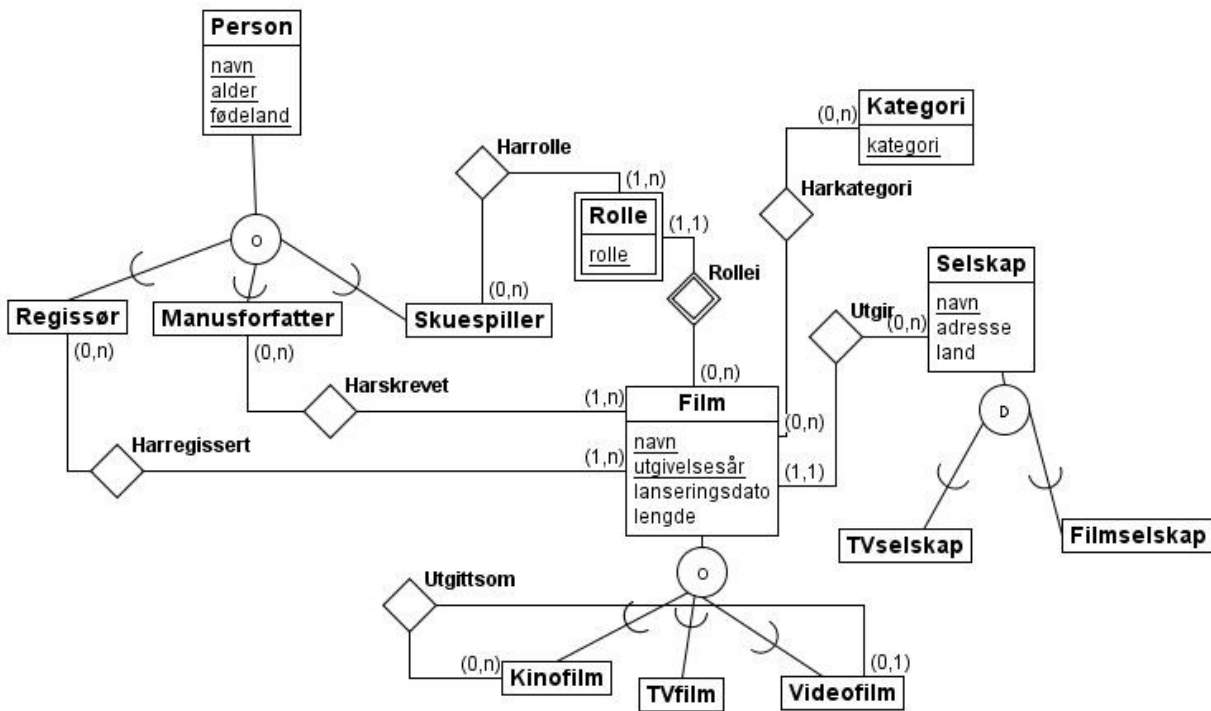 Person
navn
alder
fødeland
Kategori
kategori
(0,n)
Harrolle
(1,n)
Harkategori
Rolle
rolle
(1,1)
Rollei
Selskap
navn
adresse
land
O
Regissør
Manusforfatter
Skuespiller
(0,n)
(0,n)
(0,n)
Utgir
(0,n)
Harskrevet
(1,n)
(0,n)
Film
navn
utgivelsesår
lanseringsdato
lengde
(0,n)
D
Harregissert
(1,n)
(1,1)
TVselskap
Filmselskap
Utgittsom
O
(0,n)
Kinofilm
TVfilm
Videofilm
(0,1)